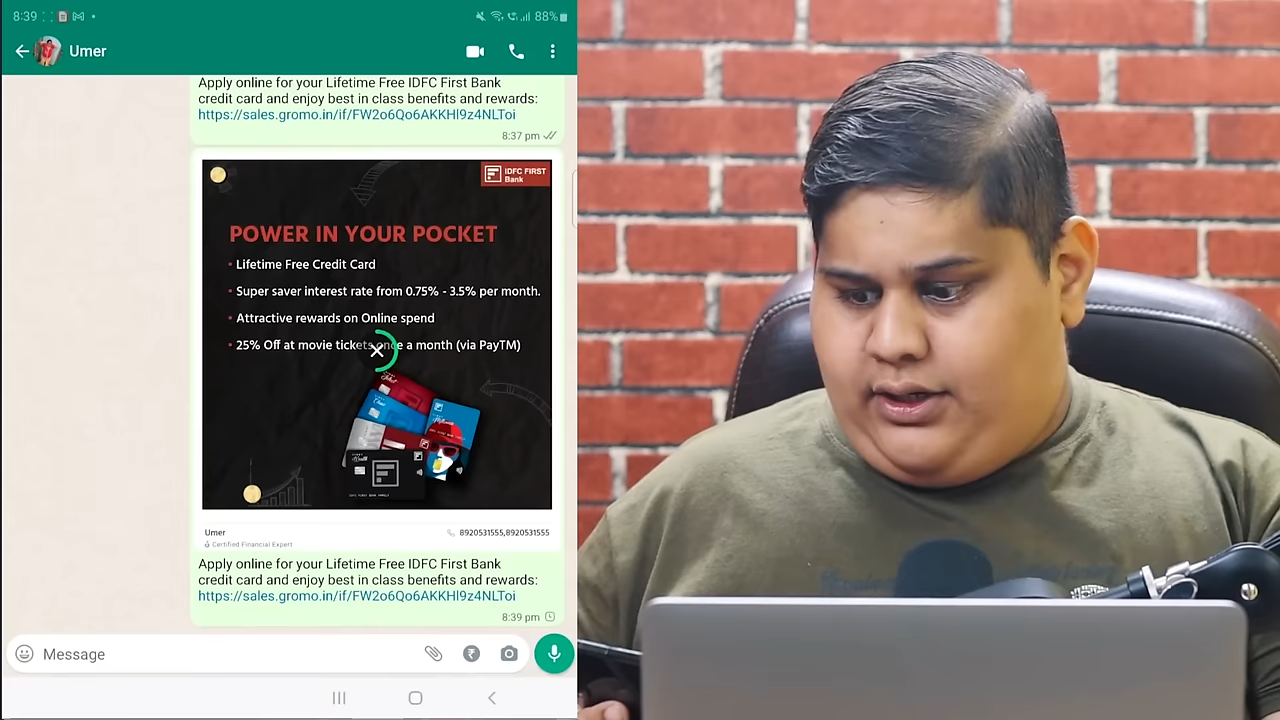 8:39
88%
Umer
Apply online for your Lifetime Free IDFC First Bank
credit card and enjoy best in class benefits and rewards:
https://sales.gromo.in/if/FW2o6Qo6AKKHI9z4NLToi
8:37 pm
IDFC FIRST
Bank
POWER IN YOUR POCKET
• Lifetime Free Credit Card
• Super saver interest rate from 0.75% - 3.5% per month.
• Attractive rewards on Online spend
• 25% Off at movie tickets once a month (via PayTM)
Umer
8920531555,8920531555
Certified Financial Expert
Apply online for your Lifetime Free IDFC First Bank
credit card and enjoy best in class benefits and rewards:
https://sales.gromo.in/if/FW2o6Qo6AKKHI9z4NLToi
8:39 pm
Message